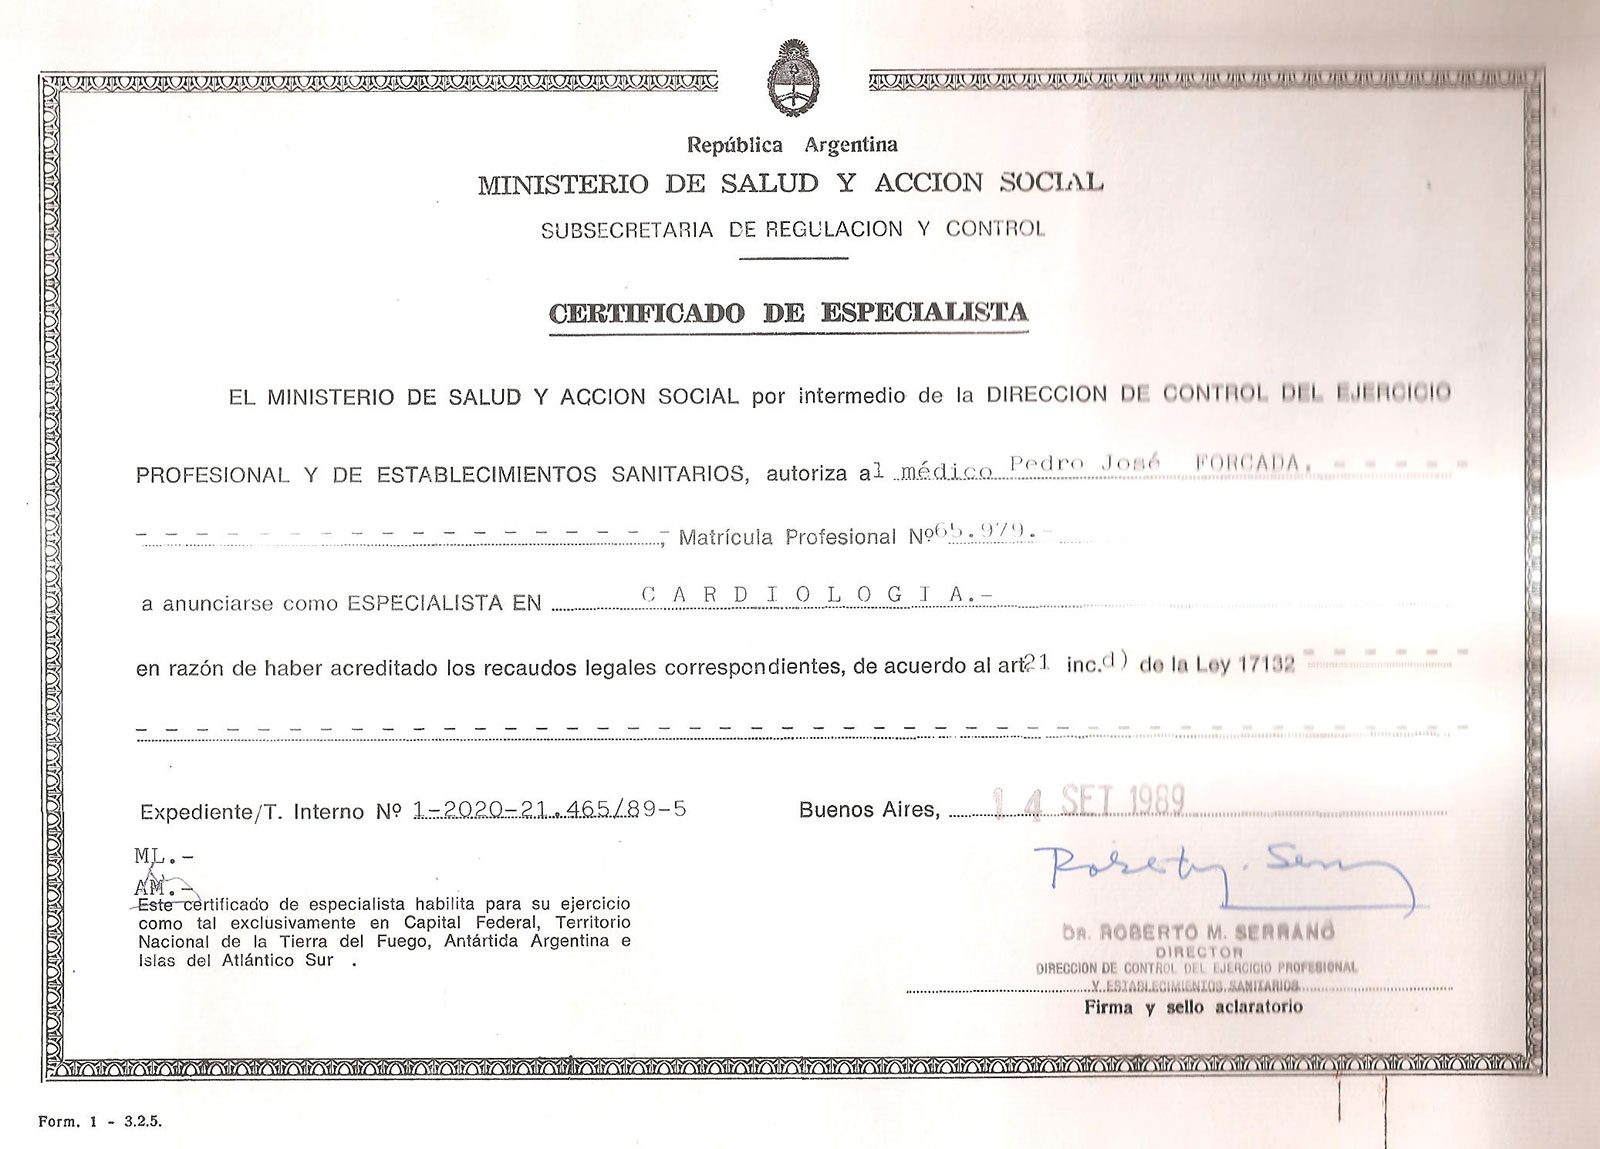 República Argentina
MINISTERIO DE SALUD Y ACCION SOCIAL
SUBSECRETARIA DE REGULACION Y CONTROL
CERTIFICADO DE ESPECIALISTA
EL MINISTERIO DE SALUD Y ACCION SOCIAL por intermedio de la DIRECCION DE CONTROL DEL EJERCICIO
PROFESIONAL Y DE ESTABLECIMIENTOS SANITARIOS, autoriza al médico Pedro José FORCADA.
, Matrícula Profesional Nº 65.979.-
a anunciarse como ESPECIALISTA EN CARDIOLOGIA.-
en razón de haber acreditado los recaudos legales correspondientes, de acuerdo al art. 21 inc. d) de la Ley 17132
Expediente/T. Interno Nº 1-2020-21.465/89-5
Buenos Aires, 14 SET 1989
ML.-
AM.-
Este certificado de especialista habilita para su ejercicio
como tal exclusivamente en Capital Federal, Territorio
Nacional de la Tierra del Fuego, Antártida Argentina e
Islas del Atlántico Sur .
DR. ROBERTO M. SERRANO
DIRECTOR
DIRECCION DE CONTROL DEL EJERCICIO PROFESIONAL
Y ESTABLECIMIENTOS SANITARIOS
Firma y sello aclaratorio
Form. 1 - 3.2.5.